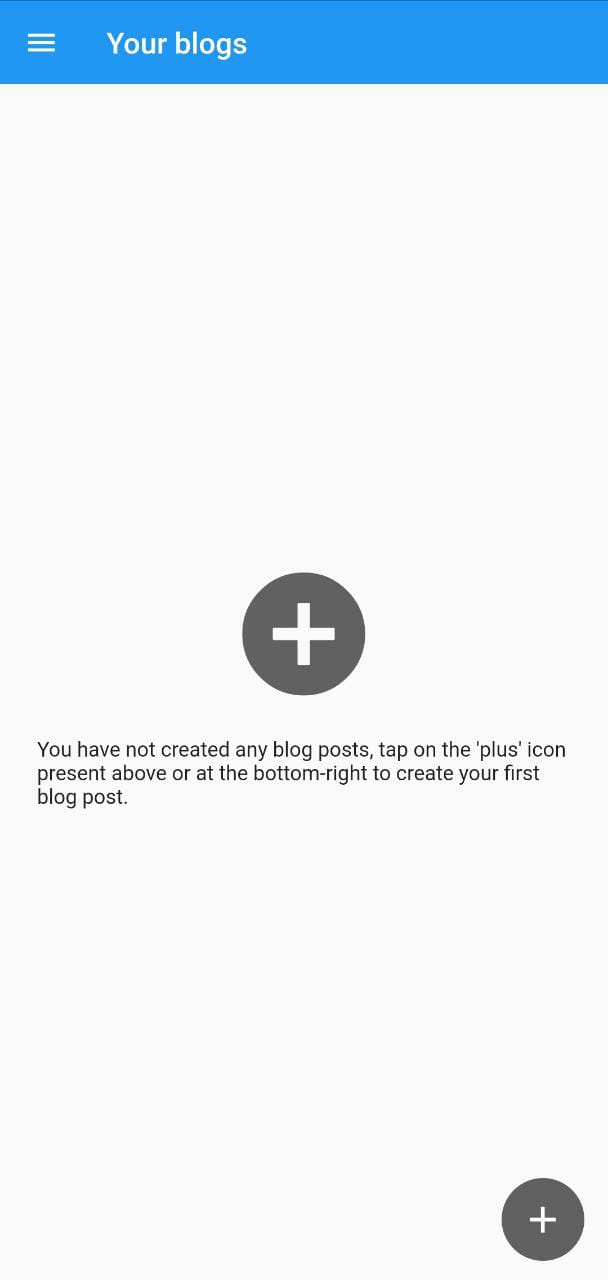 Your blogs
You have not created any blog posts, tap on the 'plus' icon
present above or at the bottom-right to create your first
blog post.